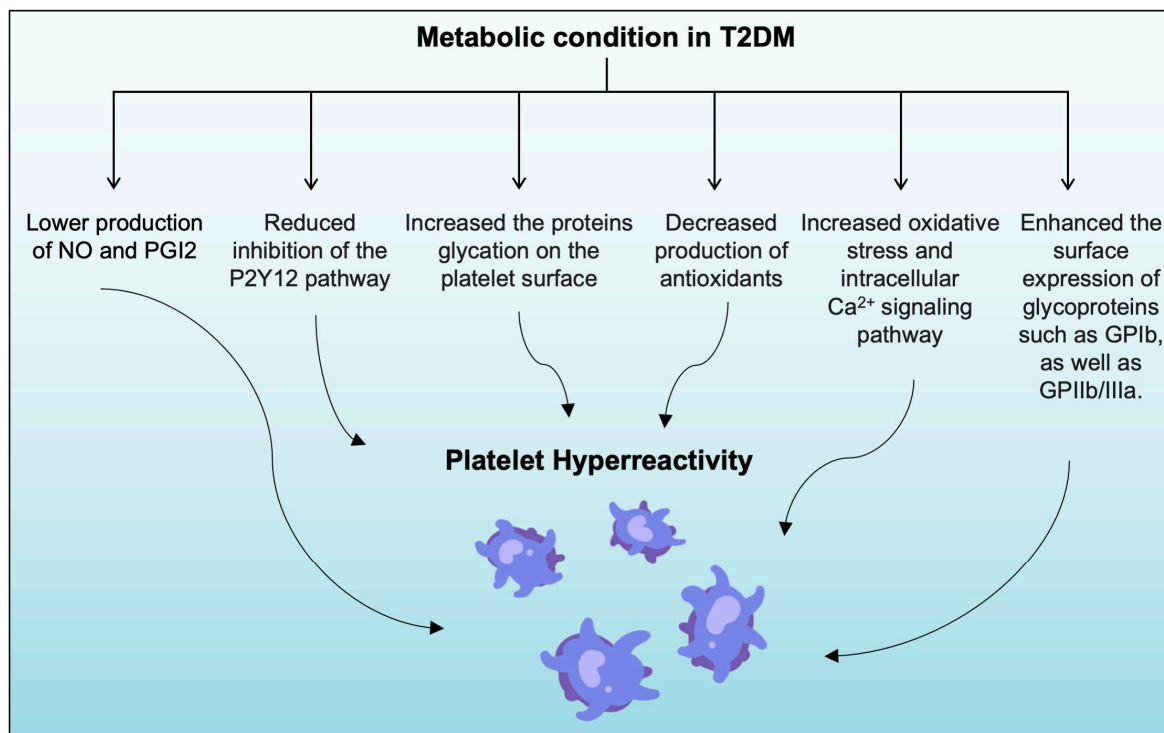 Metabolic condition in T2DM
Lower production
of NO and PGI2
Reduced
inhibition of the
P2Y12 pathway
Increased the proteins
glycation on the
platelet surface
Decreased
production of
antioxidants
Increased oxidative
stress and
intracellular
Ca²⁺ signaling
pathway
Enhanced the
surface
expression of
glycoproteins
such as GPIb,
as well as
GPIIb/IIIa.
Platelet Hyperreactivity